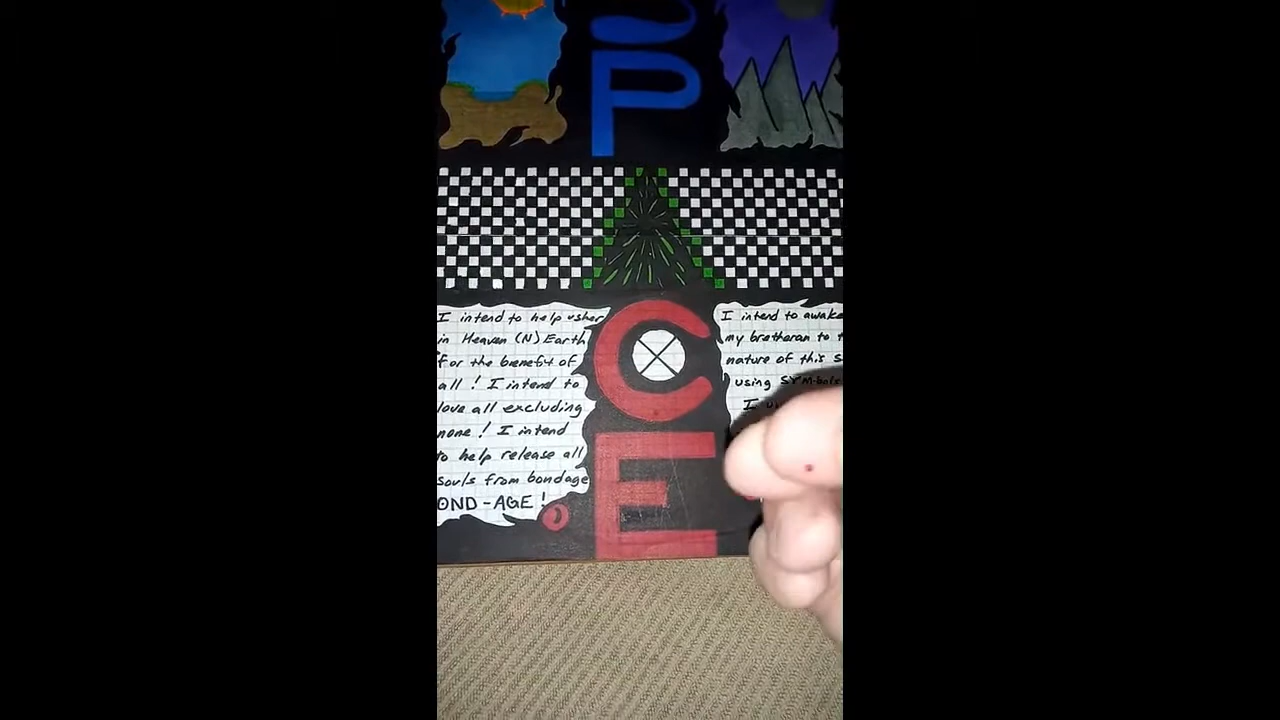 P
I intend to help usher
in Heaven (N) Earth
for the benefit of
all! I intend to
love all excluding
none! I intend
to help release all
souls from bondage
OND-AGE!
C
E
I intend to awake
my bretheran to
nature of this
using SYM-bols
I